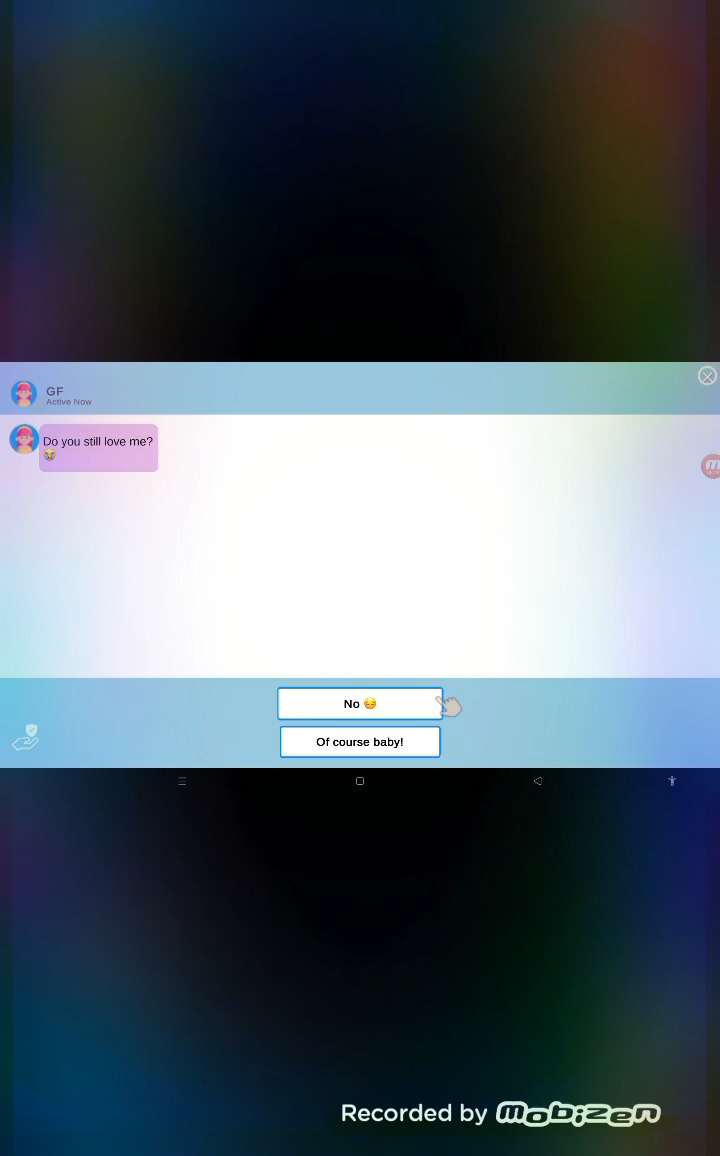 GF
Active Now
Do you still love me?
😭
No 😔
Of course baby!
Recorded by mobizen